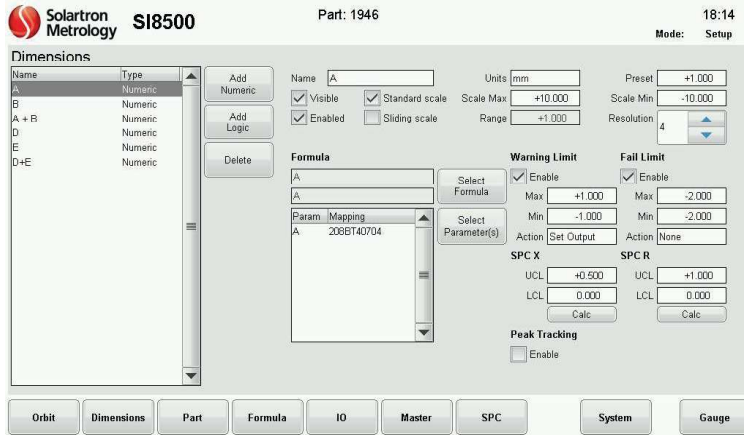 Solartron Metrology SI8500 Part: 1946 18:14
Mode: Setup
Dimensions
Name Type
A Numeric
B Numeric
A + B Numeric
D Numeric
E Numeric
D+E Numeric
Add Numeric
Add Logic
Delete
Name A Units mm Preset +1.000
Visible Standard scale Scale Max +10.000 Scale Min -10.000
Enabled Sliding scale Range +1.000 Resolution 4
Formula
A
A
Select Formula
Param Mapping
A 208BT40704
Select Parameter(s)
Warning Limit Fail Limit
Enable Enable
Max +1.000 Max -2.000
Min -1.000 Min -2.000
Action Set Output Action None
SPC X SPC R
UCL +0.500 UCL +1.000
LCL 0.000 LCL 0.000
Calc Calc
Peak Tracking
Enable
Orbit Dimensions Part Formula IO Master SPC System Gauge